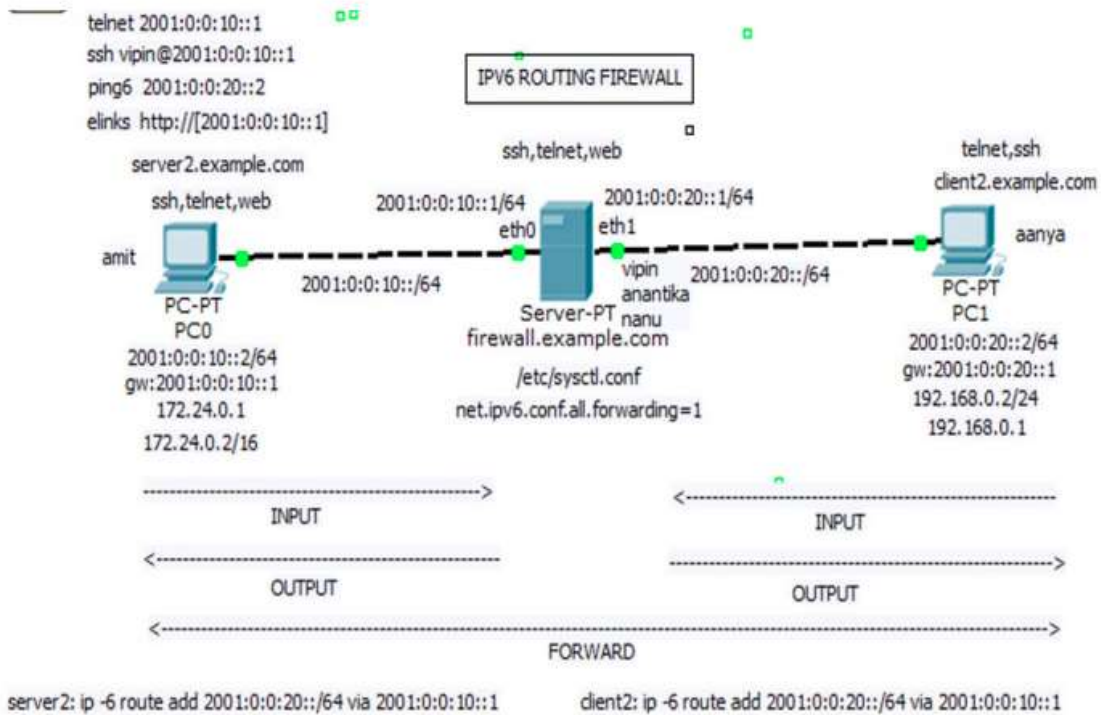 telnet 2001:0:0:10::1
ssh vipin@2001:0:0:10::1
ping6 2001:0:0:20::2
elinks http://[2001:0:0:10::1]
IPV6 ROUTING FIREWALL
server2.example.com
ssh,telnet,web
ssh,telnet,web
telnet,ssh
client2.example.com
2001:0:0:10::1/64
2001:0:0:20::1/64
eth0
eth1
amit
aanya
2001:0:0:10::/64
vipin
anantika
nanu
2001:0:0:20::/64
PC-PT
PC0
Server-PT
firewall.example.com
PC-PT
PC1
2001:0:0:10::2/64
gw:2001:0:0:10::1
172.24.0.1
172.24.0.2/16
/etc/sysctl.conf
net.ipv6.conf.all.forwarding=1
2001:0:0:20::2/64
gw:2001:0:0:20::1
192.168.0.2/24
192.168.0.1
INPUT
INPUT
OUTPUT
OUTPUT
FORWARD
server2: ip -6 route add 2001:0:0:20::/64 via 2001:0:0:10::1
client2: ip -6 route add 2001:0:0:20::/64 via 2001:0:0:10::1